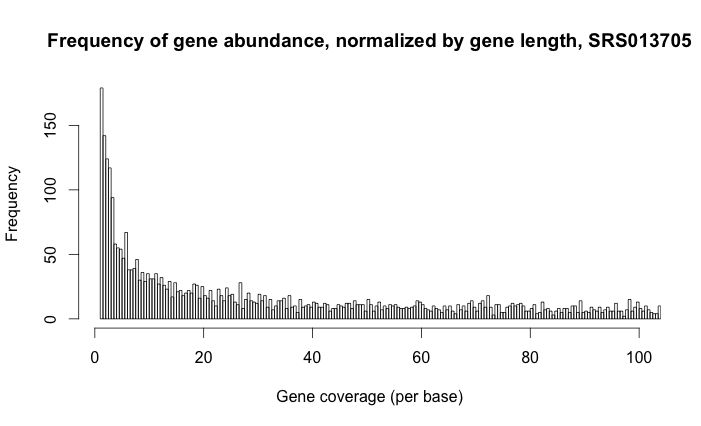 Frequency of gene abundance, normalized by gene length, SRS013705
Frequency
150
100
50
0
0 20 40 60 80 100
Gene coverage (per base)